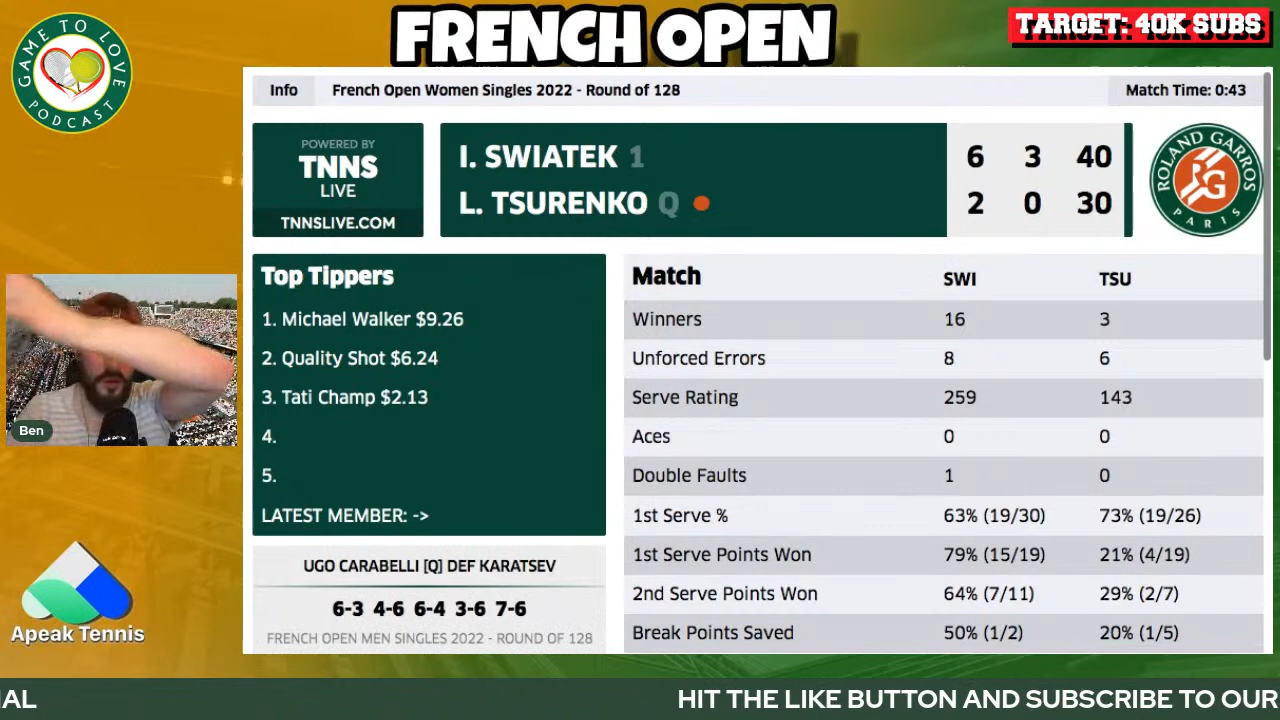 GAME TO LOVE
PODCAST
FRENCH OPEN
TARGET: 40K SUBS
Info
French Open Women Singles 2022 - Round of 128
Match Time: 0:43
POWERED BY
TNNS
LIVE
TNNSLIVE.COM
I. SWIATEK 1 6 3 40
L. TSURENKO Q 2 0 30
ROLAND GARROS
RG
PARIS
Top Tippers
1. Michael Walker $9.26
2. Quality Shot $6.24
3. Tati Champ $2.13
4.
5.
LATEST MEMBER: ->
UGO CARABELLI [Q] DEF KARATSEV
6-3 4-6 6-4 3-6 7-6
FRENCH OPEN MEN SINGLES 2022 - ROUND OF 128
Match SWI TSU
Winners 16 3
Unforced Errors 8 6
Serve Rating 259 143
Aces 0 0
Double Faults 1 0
1st Serve % 63% (19/30) 73% (19/26)
1st Serve Points Won 79% (15/19) 21% (4/19)
2nd Serve Points Won 64% (7/11) 29% (2/7)
Break Points Saved 50% (1/2) 20% (1/5)
Ben
Apeak Tennis
IAL HIT THE LIKE BUTTON AND SUBSCRIBE TO OUR